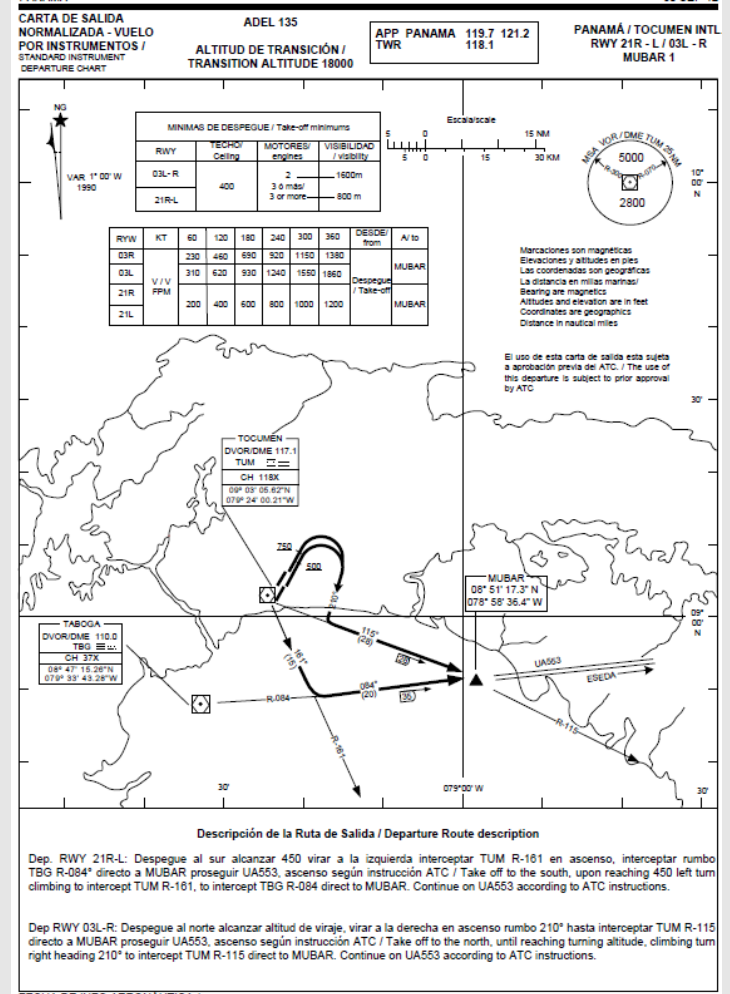 CARTA DE SALIDA
NORMALIZADA - VUELO
POR INSTRUMENTOS /
STANDARD INSTRUMENT
DEPARTURE CHART
ADEL 135
ALTITUD DE TRANSICIÓN /
TRANSITION ALTITUDE 18000
APP PANAMA 119.7 121.2
TWR 118.1
PANAMÁ / TOCUMEN INTL
RWY 21R - L / 03L - R
MUBAR 1
NG
VAR 1° 00' W
1990
MINIMAS DE DESPEGUE / Take-off minimums
RWY TECHO/ Ceiling MOTORES/ engines VISIBILIDAD / visibility
03L- R 400 2 1600m
21R-L 3 ó más/ 3 or more 800 m
Escala/scale
5 0 15 NM
5 0 15 30 KM
MSA VOR/DME TUM 25 NM
5000
R-300 R-070
2800
10°
00'
N
RYW KT 60 120 180 240 300 360 DESDE/ from A/ to
03R V / V FPM 230 460 690 920 1150 1380 Despegue / Take-off MUBAR
03L 310 620 930 1240 1550 1860
21R 200 400 600 800 1000 1200 MUBAR
21L
Marcaciones son magnéticas
Elevaciones y altitudes en pies
Las coordenadas son geográficas
La distancia en millas marinas/
Bearing are magnetics
Altitudes and elevation are in feet
Coordinates are geographics
Distance in nautical miles
El uso de esta carta de salida esta sujeta
a aprobación previa del ATC. / The use of
this departure is subject to prior approval
by ATC
30'
TOCUMEN
DVOR/DME 117.1
TUM
CH 118X
09º 03' 05.62"N
079º 24' 00.21"W
750
500
210°
MUBAR
08° 51' 17.3" N
078° 58' 36.4" W
09°
00'
N
TABOGA
DVOR/DME 110.0
TBG
CH 37X
08º 47' 15.26"N
079º 33' 43.28"W
115°
(28)
28
161°
(15)
084°
(20)
35
R-084
R-161
UA553
ESEDA
R-115
30'
079°00' W
30'
Descripción de la Ruta de Salida / Departure Route description
Dep. RWY 21R-L: Despegue al sur alcanzar 450 virar a la izquierda interceptar TUM R-161 en ascenso, interceptar rumbo
TBG R-084° directo a MUBAR proseguir UA553, ascenso según instrucción ATC / Take off to the south, upon reaching 450 left turn
climbing to intercept TUM R-161, to intercept TBG R-084 direct to MUBAR. Continue on UA553 according to ATC instructions.
Dep RWY 03L-R: Despegue al norte alcanzar altitud de viraje, virar a la derecha en ascenso rumbo 210° hasta interceptar TUM R-115
directo a MUBAR proseguir UA553, ascenso según instrucción ATC / Take off to the north, until reaching turning altitude, climbing turn
right heading 210° to intercept TUM R-115 direct to MUBAR. Continue on UA553 according to ATC instructions.